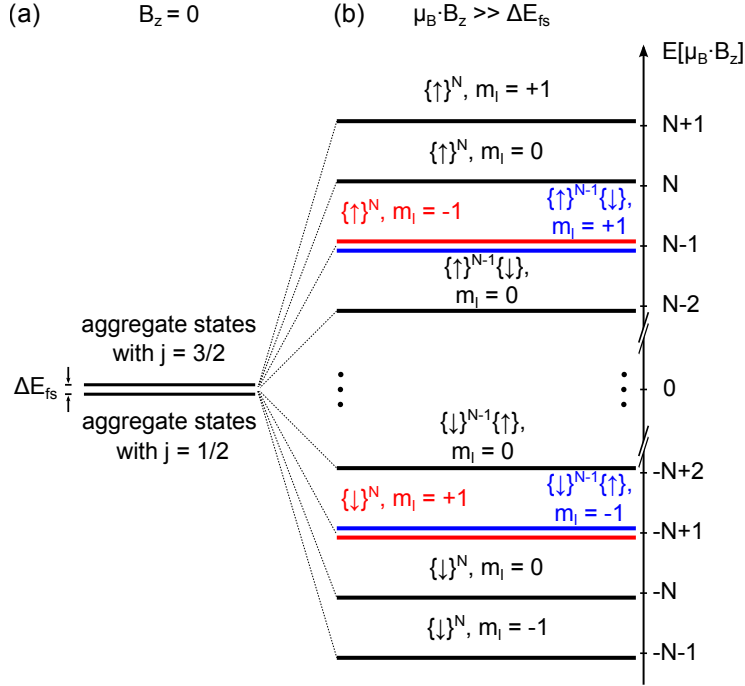 (a) B_z = 0 (b) μ_B·B_z >> ΔE_fs
E[μ_B·B_z]
{↑}^N, m_l = +1
N+1
{↑}^N, m_l = 0
N
{↑}^N, m_l = -1
{↑}^{N-1}{↓},
m_l = +1
N-1
{↑}^{N-1}{↓},
m_l = 0
N-2
aggregate states
with j = 3/2
ΔE_fs
0
aggregate states
with j = 1/2
{↓}^{N-1}{↑},
m_l = 0
-N+2
{↓}^N, m_l = +1
{↓}^{N-1}{↑},
m_l = -1
-N+1
{↓}^N, m_l = 0
-N
{↓}^N, m_l = -1
-N-1